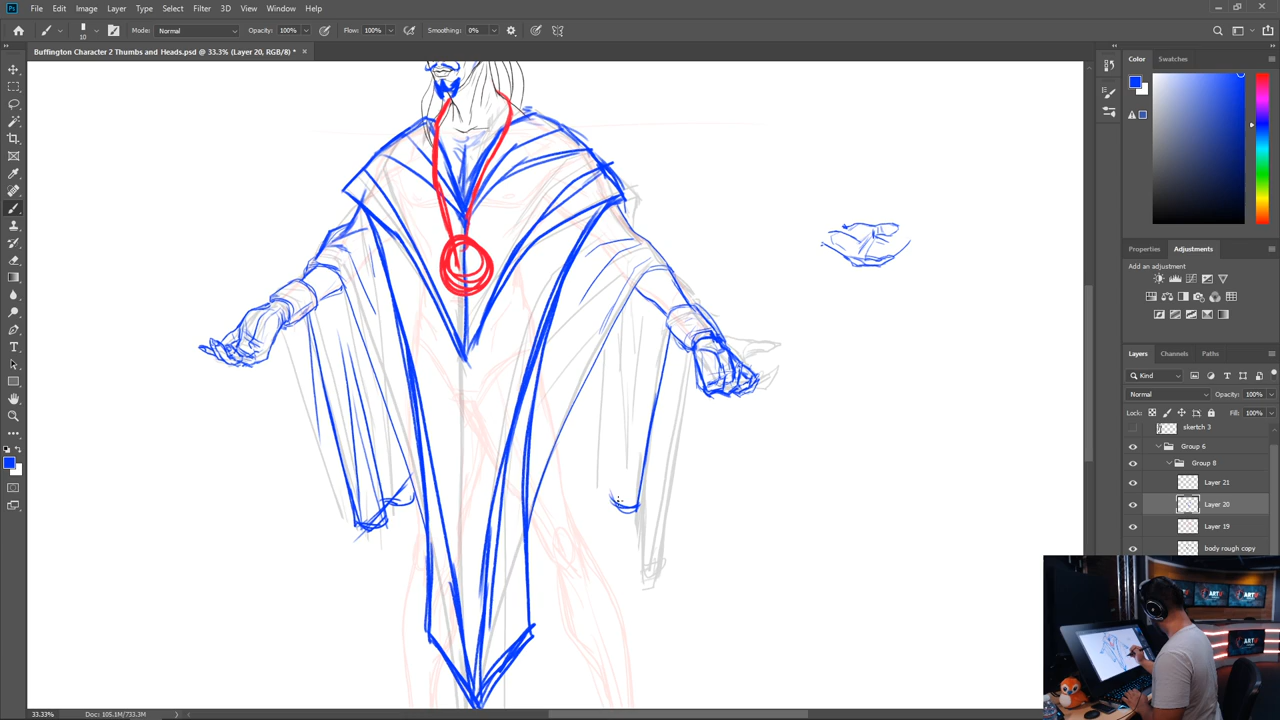 Ps File Edit Image Layer Type Select Filter 3D View Window Help
10 Mode: Normal Opacity: 100% Flow: 100% Smoothing: 0%
Buffington Character 2 Thumbs and Heads.psd @ 33.3% (Layer 20, RGB/8) * ×
Color Swatches
Properties Adjustments
Add an adjustment
Layers Channels Paths
Kind
Normal Opacity: 100%
Lock: Fill: 100%
skertch 3
Group 6
Group 8
Layer 21
Layer 20
Layer 19
body rough copy
33.33% Doc: 105.1M/733.3M